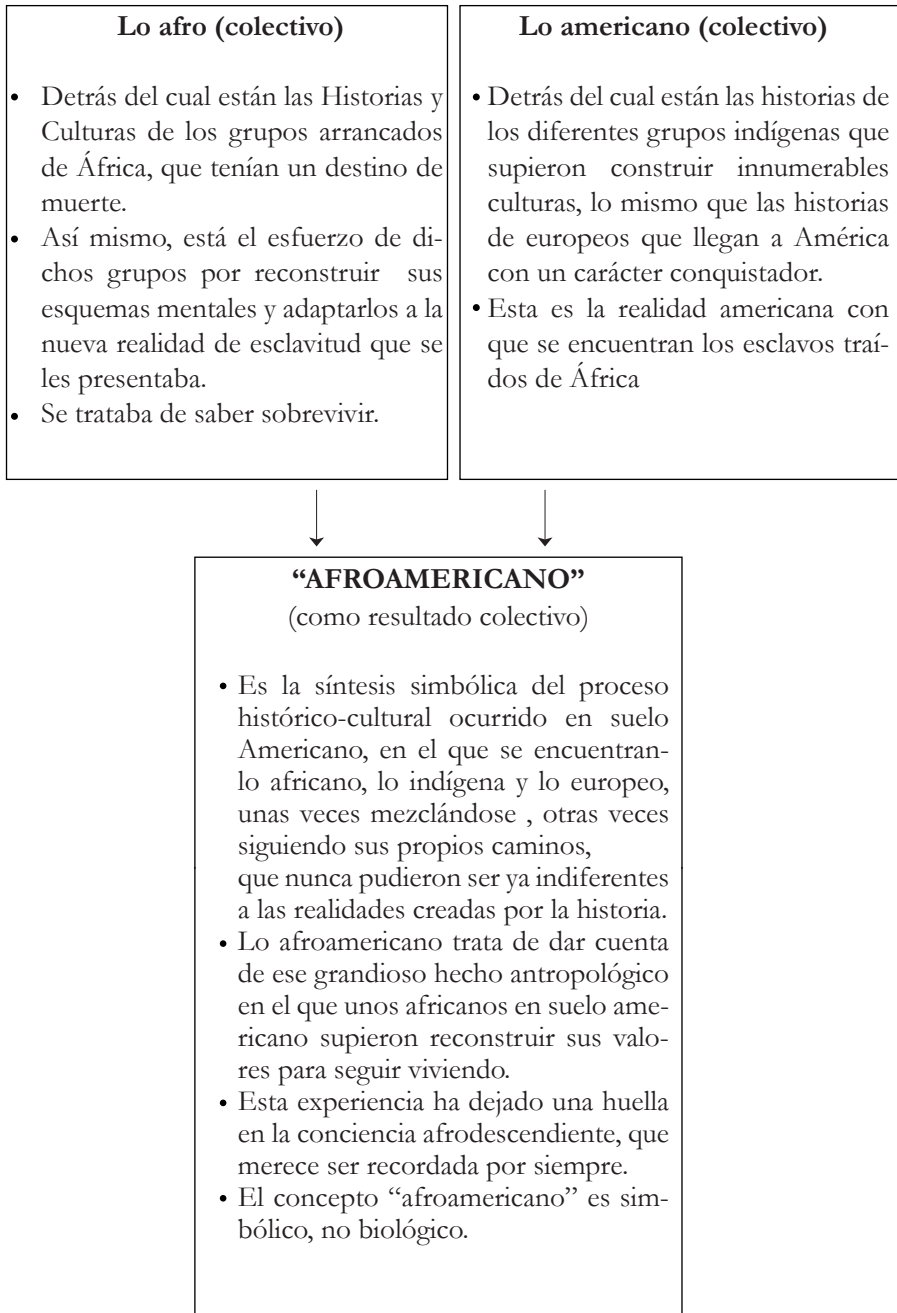 Lo afro (colectivo)
• Detrás del cual están las Historias y
Culturas de los grupos arrancados
de África, que tenían un destino de
muerte.
• Así mismo, está el esfuerzo de di-
chos grupos por reconstruir sus
esquemas mentales y adaptarlos a la
nueva realidad de esclavitud que se
les presentaba.
• Se trataba de saber sobrevivir.
Lo americano (colectivo)
• Detrás del cual están las historias de
los diferentes grupos indígenas que
supieron construir innumerables
culturas, lo mismo que las historias
de europeos que llegan a América
con un carácter conquistador.
• Esta es la realidad americana con
que se encuentran los esclavos traí-
dos de África
“AFROAMERICANO”
(como resultado colectivo)
• Es la síntesis simbólica del proceso
histórico-cultural ocurrido en suelo
Americano, en el que se encuentran-
lo africano, lo indígena y lo europeo,
unas veces mezclándose , otras veces
siguiendo sus propios caminos,
que nunca pudieron ser ya indiferentes
a las realidades creadas por la historia.
• Lo afroamericano trata de dar cuenta
de ese grandioso hecho antropológico
en el que unos africanos en suelo ame-
ricano supieron reconstruir sus valo-
res para seguir viviendo.
• Esta experiencia ha dejado una huella
en la conciencia afrodescendiente, que
merece ser recordada por siempre.
• El concepto “afroamericano” es sim-
bólico, no biológico.